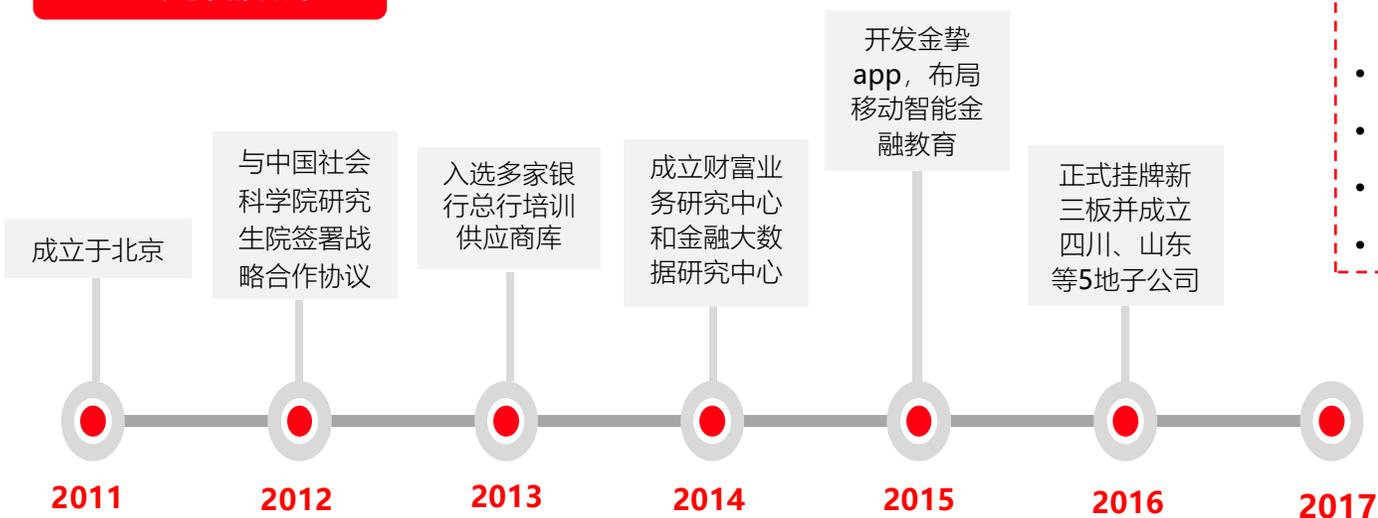 成立于北京
与中国社会
科学院研究
生院签署战
略合作协议
入选多家银
行总行培训
供应商库
成立财富业
务研究中心
和金融大数
据研究中心
开发金挚
app，布局
移动智能金
融教育
正式挂牌新
三板并成立
四川、山东
等5地子公司
2011
2012
2013
2014
2015
2016
2017